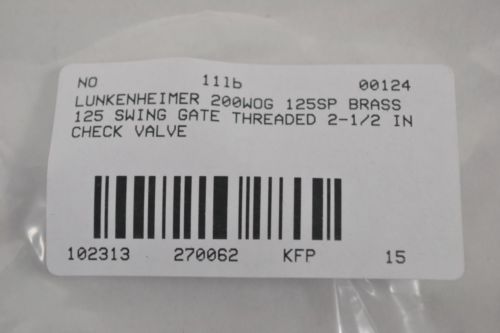 NO 11lb 00124
LUNKENHEIMER 200WOG 125SP BRASS
125 SWING GATE THREADED 2-1/2 IN
CHECK VALVE
102313 270062 KFP 15